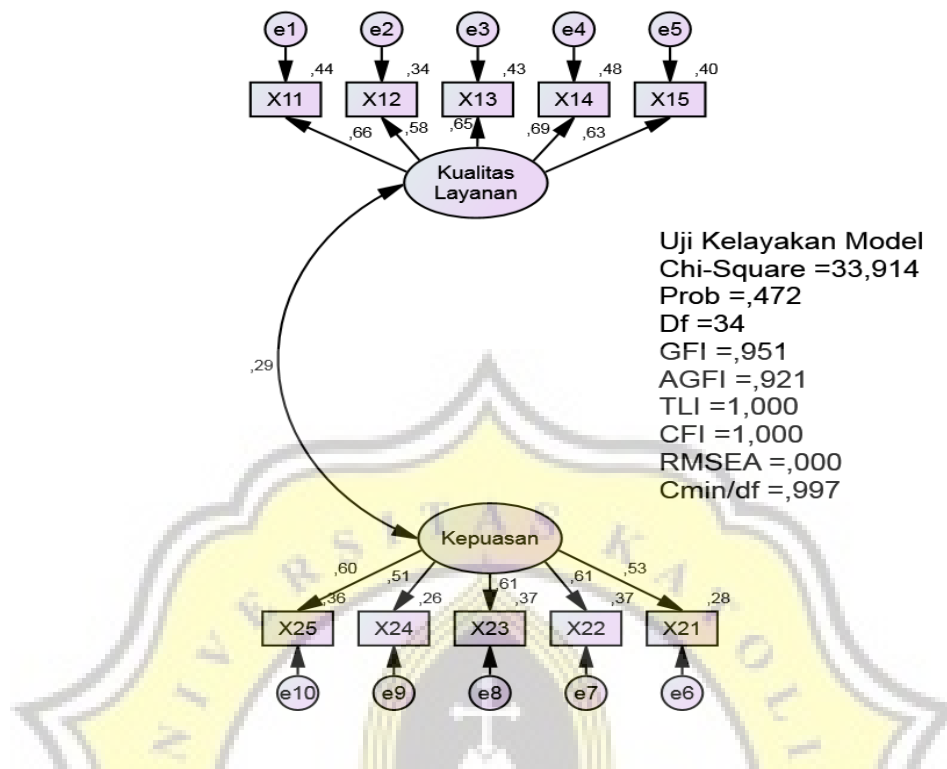 e1 e2 e3 e4 e5
,44 ,34 ,43 ,48 ,40
X11 X12 X13 X14 X15
,66 ,58 ,65 ,69 ,63
Kualitas
Layanan
Uji Kelayakan Model
Chi-Square =33,914
Prob =,472
Df =34
GFI =,951
AGFI =,921
TLI =1,000
CFI =1,000
RMSEA =,000
Cmin/df =,997
,29
Kepuasan
,60 ,51 ,61 ,61 ,53
,36 ,26 ,37 ,37 ,28
X25 X24 X23 X22 X21
e10 e9 e8 e7 e6
UNIVERSITAS KATOLI